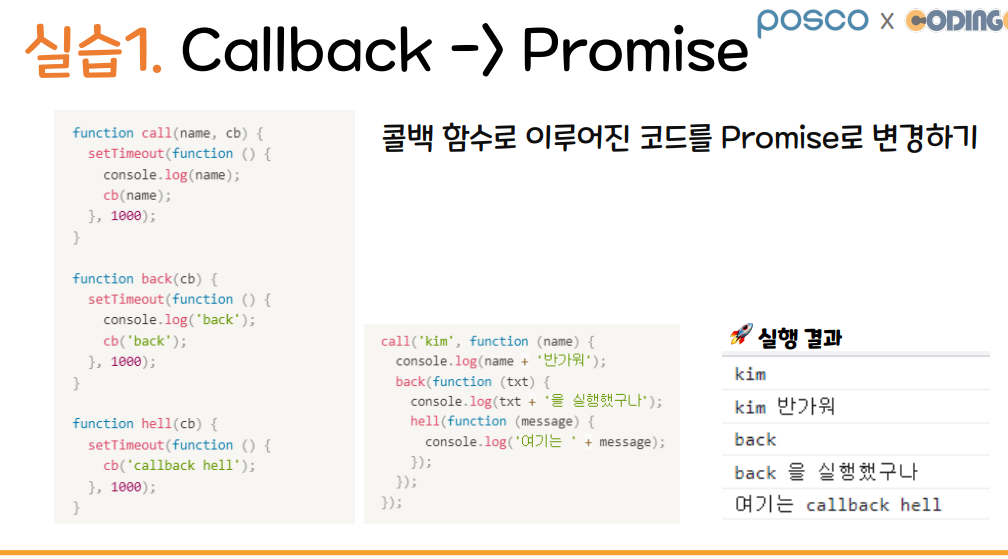 실습1. Callback -> Promise
posco x CODING
콜백 함수로 이루어진 코드를 Promise로 변경하기
function call(name, cb) {
  setTimeout(function () {
    console.log(name);
    cb(name);
  }, 1000);
}
function back(cb) {
  setTimeout(function () {
    console.log('back');
    cb('back');
  }, 1000);
}
function hell(cb) {
  setTimeout(function () {
    cb('callback hell');
  }, 1000);
}
call('kim', function (name) {
  console.log(name + '반가워');
  back(function (txt) {
    console.log(txt + '을 실행했구나');
    hell(function (message) {
      console.log('여기는 ' + message);
    });
  });
});
🚀 실행 결과
kim
kim 반가워
back
back 을 실행했구나
여기는 callback hell